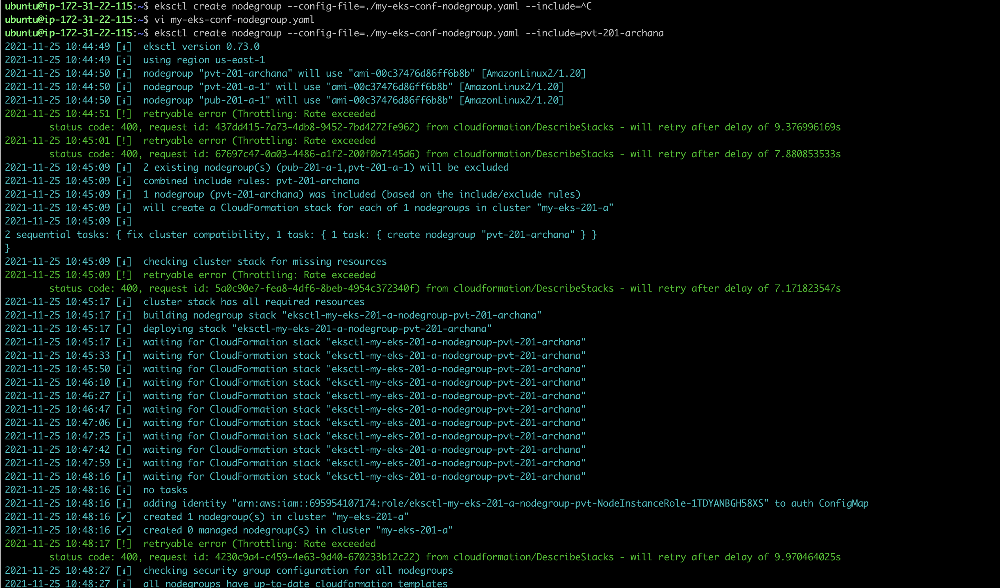 ubuntu@ip-172-31-22-115:~$ eksctl create nodegroup --config-file=./my-eks-conf-nodegroup.yaml --include=^C
ubuntu@ip-172-31-22-115:~$ vi my-eks-conf-nodegroup.yaml
ubuntu@ip-172-31-22-115:~$ eksctl create nodegroup --config-file=./my-eks-conf-nodegroup.yaml --include=pvt-201-archana
2021-11-25 10:44:49 [ℹ]  eksctl version 0.73.0
2021-11-25 10:44:49 [ℹ]  using region us-east-1
2021-11-25 10:44:50 [ℹ]  nodegroup "pvt-201-archana" will use "ami-00c37476d86ff6b8b" [AmazonLinux2/1.20]
2021-11-25 10:44:50 [ℹ]  nodegroup "pvt-201-a-1" will use "ami-00c37476d86ff6b8b" [AmazonLinux2/1.20]
2021-11-25 10:44:50 [ℹ]  nodegroup "pub-201-a-1" will use "ami-00c37476d86ff6b8b" [AmazonLinux2/1.20]
2021-11-25 10:44:51 [!]  retryable error (Throttling: Rate exceeded
        status code: 400, request id: 437dd415-7a73-4db8-9452-7bd4272fe962) from cloudformation/DescribeStacks - will retry after delay of 9.376996169s
2021-11-25 10:45:01 [!]  retryable error (Throttling: Rate exceeded
        status code: 400, request id: 67697c47-0a03-4486-a1f2-200f0b7145d6) from cloudformation/DescribeStacks - will retry after delay of 7.880853533s
2021-11-25 10:45:09 [ℹ]  2 existing nodegroup(s) (pub-201-a-1,pvt-201-a-1) will be excluded
2021-11-25 10:45:09 [ℹ]  combined include rules: pvt-201-archana
2021-11-25 10:45:09 [ℹ]  1 nodegroup (pvt-201-archana) was included (based on the include/exclude rules)
2021-11-25 10:45:09 [ℹ]  will create a CloudFormation stack for each of 1 nodegroups in cluster "my-eks-201-a"
2021-11-25 10:45:09 [ℹ]
2 sequential tasks: { fix cluster compatibility, 1 task: { 1 task: { create nodegroup "pvt-201-archana" } }
}
2021-11-25 10:45:09 [ℹ]  checking cluster stack for missing resources
2021-11-25 10:45:09 [!]  retryable error (Throttling: Rate exceeded
        status code: 400, request id: 5a0c90e7-fea8-4df6-8beb-4954c372340f) from cloudformation/DescribeStacks - will retry after delay of 7.171823547s
2021-11-25 10:45:17 [ℹ]  cluster stack has all required resources
2021-11-25 10:45:17 [ℹ]  building nodegroup stack "eksctl-my-eks-201-a-nodegroup-pvt-201-archana"
2021-11-25 10:45:17 [ℹ]  deploying stack "eksctl-my-eks-201-a-nodegroup-pvt-201-archana"
2021-11-25 10:45:17 [ℹ]  waiting for CloudFormation stack "eksctl-my-eks-201-a-nodegroup-pvt-201-archana"
2021-11-25 10:45:33 [ℹ]  waiting for CloudFormation stack "eksctl-my-eks-201-a-nodegroup-pvt-201-archana"
2021-11-25 10:45:50 [ℹ]  waiting for CloudFormation stack "eksctl-my-eks-201-a-nodegroup-pvt-201-archana"
2021-11-25 10:46:10 [ℹ]  waiting for CloudFormation stack "eksctl-my-eks-201-a-nodegroup-pvt-201-archana"
2021-11-25 10:46:27 [ℹ]  waiting for CloudFormation stack "eksctl-my-eks-201-a-nodegroup-pvt-201-archana"
2021-11-25 10:46:47 [ℹ]  waiting for CloudFormation stack "eksctl-my-eks-201-a-nodegroup-pvt-201-archana"
2021-11-25 10:47:06 [ℹ]  waiting for CloudFormation stack "eksctl-my-eks-201-a-nodegroup-pvt-201-archana"
2021-11-25 10:47:25 [ℹ]  waiting for CloudFormation stack "eksctl-my-eks-201-a-nodegroup-pvt-201-archana"
2021-11-25 10:47:42 [ℹ]  waiting for CloudFormation stack "eksctl-my-eks-201-a-nodegroup-pvt-201-archana"
2021-11-25 10:47:59 [ℹ]  waiting for CloudFormation stack "eksctl-my-eks-201-a-nodegroup-pvt-201-archana"
2021-11-25 10:48:16 [ℹ]  waiting for CloudFormation stack "eksctl-my-eks-201-a-nodegroup-pvt-201-archana"
2021-11-25 10:48:16 [ℹ]  no tasks
2021-11-25 10:48:16 [ℹ]  adding identity "arn:aws:iam::695954107174:role/eksctl-my-eks-201-a-nodegroup-pvt-NodeInstanceRole-1TDYANBGH58XS" to auth ConfigMap
2021-11-25 10:48:16 [✔]  created 1 nodegroup(s) in cluster "my-eks-201-a"
2021-11-25 10:48:16 [✔]  created 0 managed nodegroup(s) in cluster "my-eks-201-a"
2021-11-25 10:48:17 [!]  retryable error (Throttling: Rate exceeded
        status code: 400, request id: 4230c9a4-c459-4e63-9d40-670233b12c22) from cloudformation/DescribeStacks - will retry after delay of 9.970464025s
2021-11-25 10:48:27 [ℹ]  checking security group configuration for all nodegroups
2021-11-25 10:48:27 [ℹ]  all nodegroups have up-to-date cloudformation templates